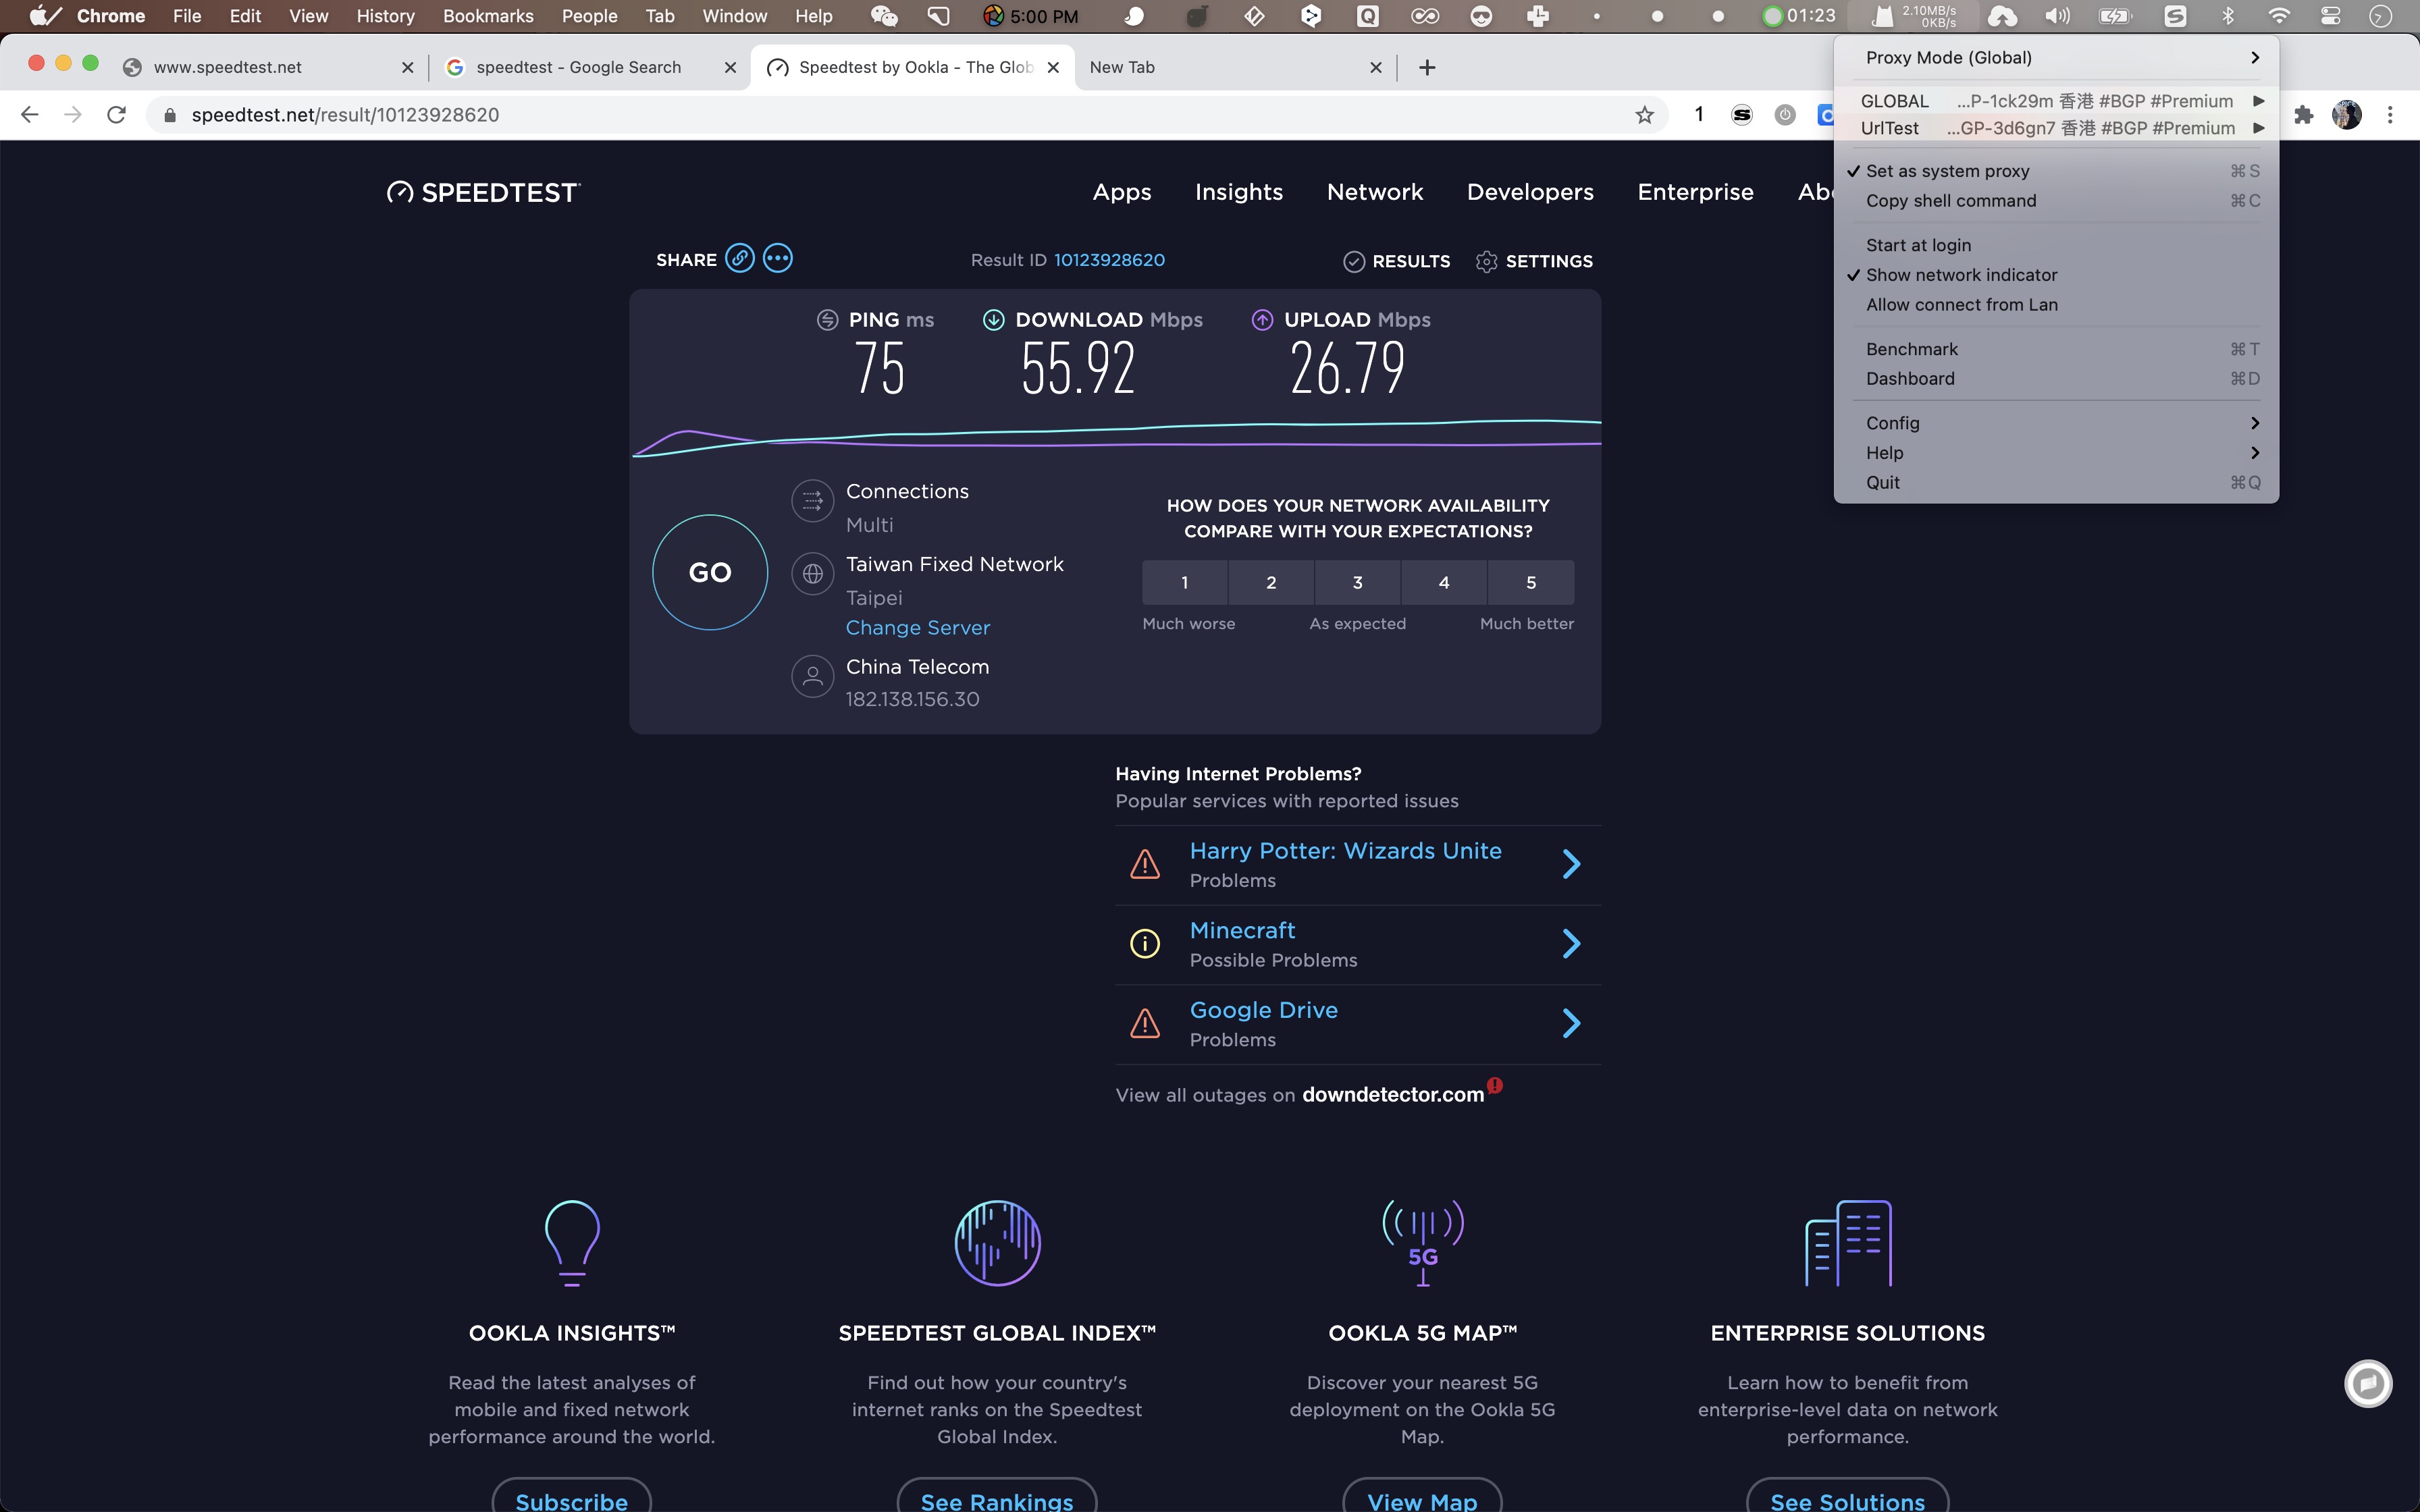 Chrome File Edit View History Bookmarks People Tab Window Help 5:00 PM 01:23 2.10MB/s
0KB/s
www.speedtest.net
speedtest - Google Search
Speedtest by Ookla - The Glob
New Tab
speedtest.net/result/10123928620
1
Proxy Mode (Global)
GLOBAL ...P-1ck29m 香港 #BGP #Premium
UrlTest ...GP-3d6gn7 香港 #BGP #Premium
Set as system proxy ⌘S
Copy shell command ⌘C
Start at login
Show network indicator
Allow connect from Lan
Benchmark ⌘T
Dashboard ⌘D
Config
Help
Quit ⌘Q
SPEEDTEST
Apps Insights Network Developers Enterprise Abo
SHARE
Result ID 10123928620
RESULTS SETTINGS
PING ms
75
DOWNLOAD Mbps
55.92
UPLOAD Mbps
26.79
GO
Connections
Multi
Taiwan Fixed Network
Taipei
Change Server
China Telecom
182.138.156.30
HOW DOES YOUR NETWORK AVAILABILITY
COMPARE WITH YOUR EXPECTATIONS?
1 2 3 4 5
Much worse As expected Much better
Having Internet Problems?
Popular services with reported issues
Harry Potter: Wizards Unite
Problems
Minecraft
Possible Problems
Google Drive
Problems
View all outages on downdetector.com
5G
OOKLA INSIGHTS™
Read the latest analyses of
mobile and fixed network
performance around the world.
Subscribe
SPEEDTEST GLOBAL INDEX™
Find out how your country's
internet ranks on the Speedtest
Global Index.
See Rankings
OOKLA 5G MAP™
Discover your nearest 5G
deployment on the Ookla 5G
Map.
View Map
ENTERPRISE SOLUTIONS
Learn how to benefit from
enterprise-level data on network
performance.
See Solutions